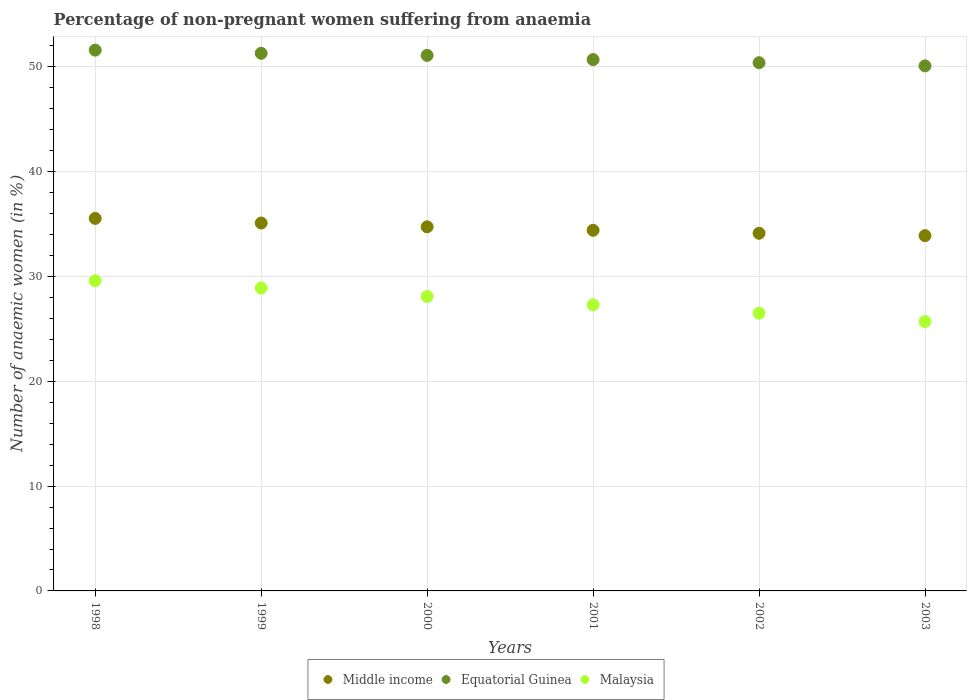 Percentage of non-pregnant women suffering from anaemia
Number of anaemic women (in %)
50
40
30
20
10
0
1998
1999
2000
2001
2002
2003
Years
Middle income
Equatorial Guinea
Malaysia